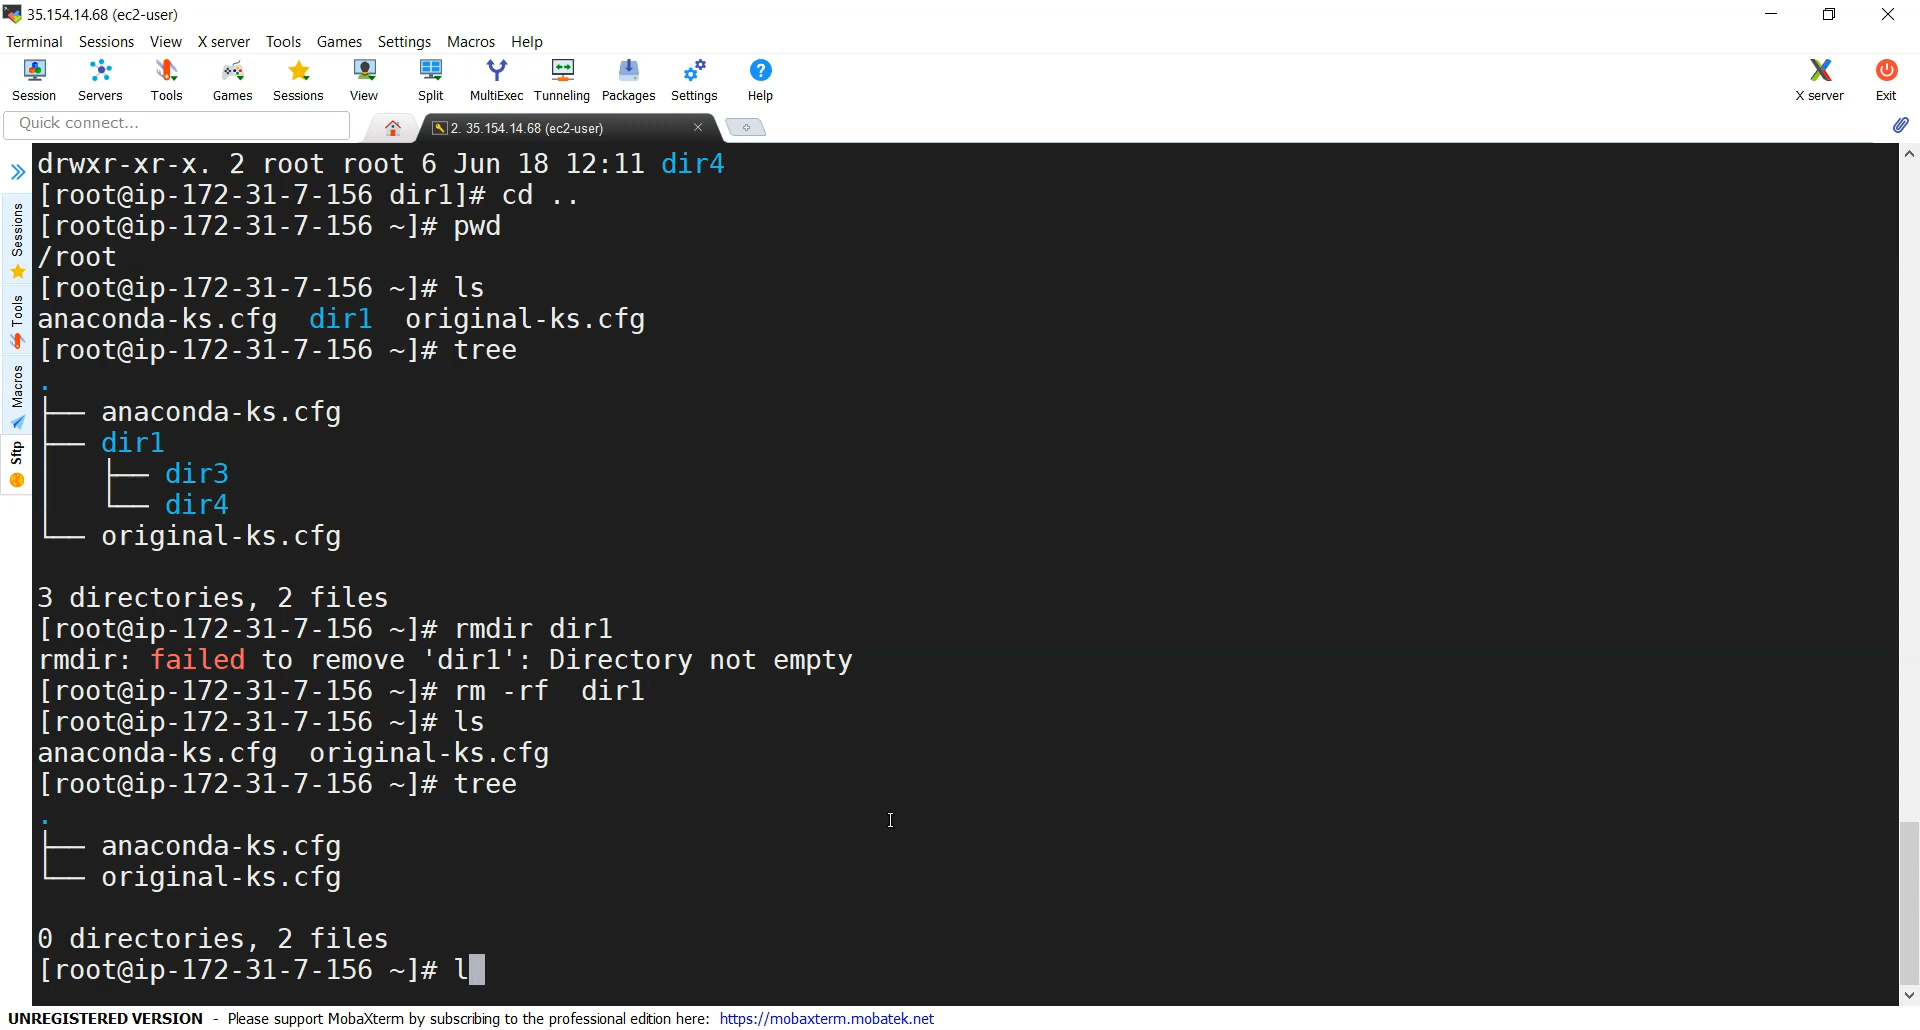 35.154.14.68 (ec2-user)
Terminal Sessions View X server Tools Games Settings Macros Help
Session Servers Tools Games Sessions View Split MultiExec Tunneling Packages Settings Help X server Exit
Quick connect...
2. 35.154.14.68 (ec2-user)
Sessions
Tools
Macros
Sftp
drwxr-xr-x. 2 root root 6 Jun 18 12:11 dir4
[root@ip-172-31-7-156 dir1]# cd ..
[root@ip-172-31-7-156 ~]# pwd
/root
[root@ip-172-31-7-156 ~]# ls
anaconda-ks.cfg  dir1  original-ks.cfg
[root@ip-172-31-7-156 ~]# tree
.
├── anaconda-ks.cfg
├── dir1
│   ├── dir3
│   └── dir4
└── original-ks.cfg
3 directories, 2 files
[root@ip-172-31-7-156 ~]# rmdir dir1
rmdir: failed to remove 'dir1': Directory not empty
[root@ip-172-31-7-156 ~]# rm -rf  dir1
[root@ip-172-31-7-156 ~]# ls
anaconda-ks.cfg  original-ks.cfg
[root@ip-172-31-7-156 ~]# tree
.
├── anaconda-ks.cfg
└── original-ks.cfg
0 directories, 2 files
[root@ip-172-31-7-156 ~]# l
UNREGISTERED VERSION - Please support MobaXterm by subscribing to the professional edition here: https://mobaxterm.mobatek.net